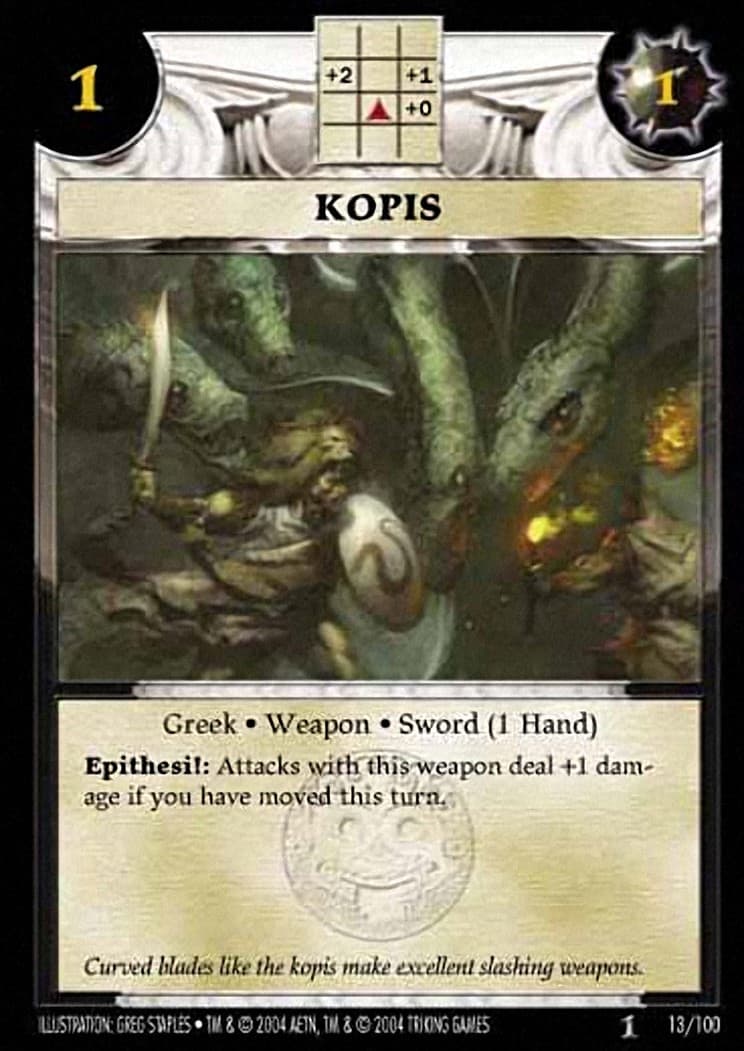 1
1
+2 +1
+0
KOPIS
Greek • Weapon • Sword (1 Hand)
Epithesi!: Attacks with this weapon deal +1 dam-
age if you have moved this turn.
Curved blades like the kopis make excellent slashing weapons.
ILLUSTRATION: GREG STAPLES • TM & © 2004 AETN, TM & © 2004 TRIKING GAMES 1 13/100